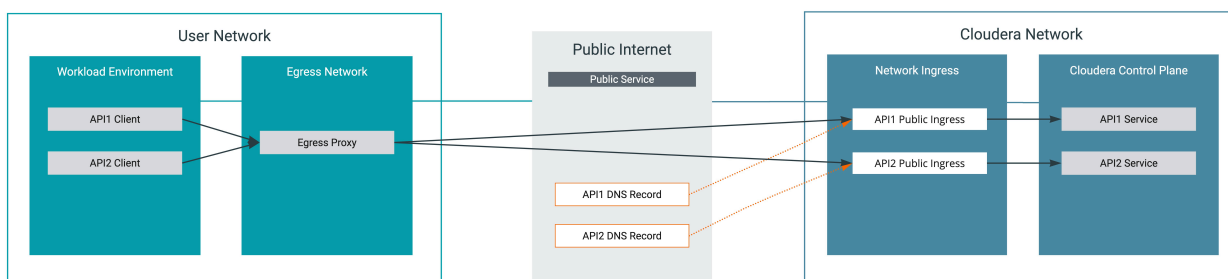 User Network
Workload Environment
API1 Client
API2 Client
Egress Network
Egress Proxy
Public Internet
Public Service
API1 DNS Record
API2 DNS Record
Cloudera Network
Network Ingress
API1 Public Ingress
API2 Public Ingress
Cloudera Control Plane
API1 Service
API2 Service